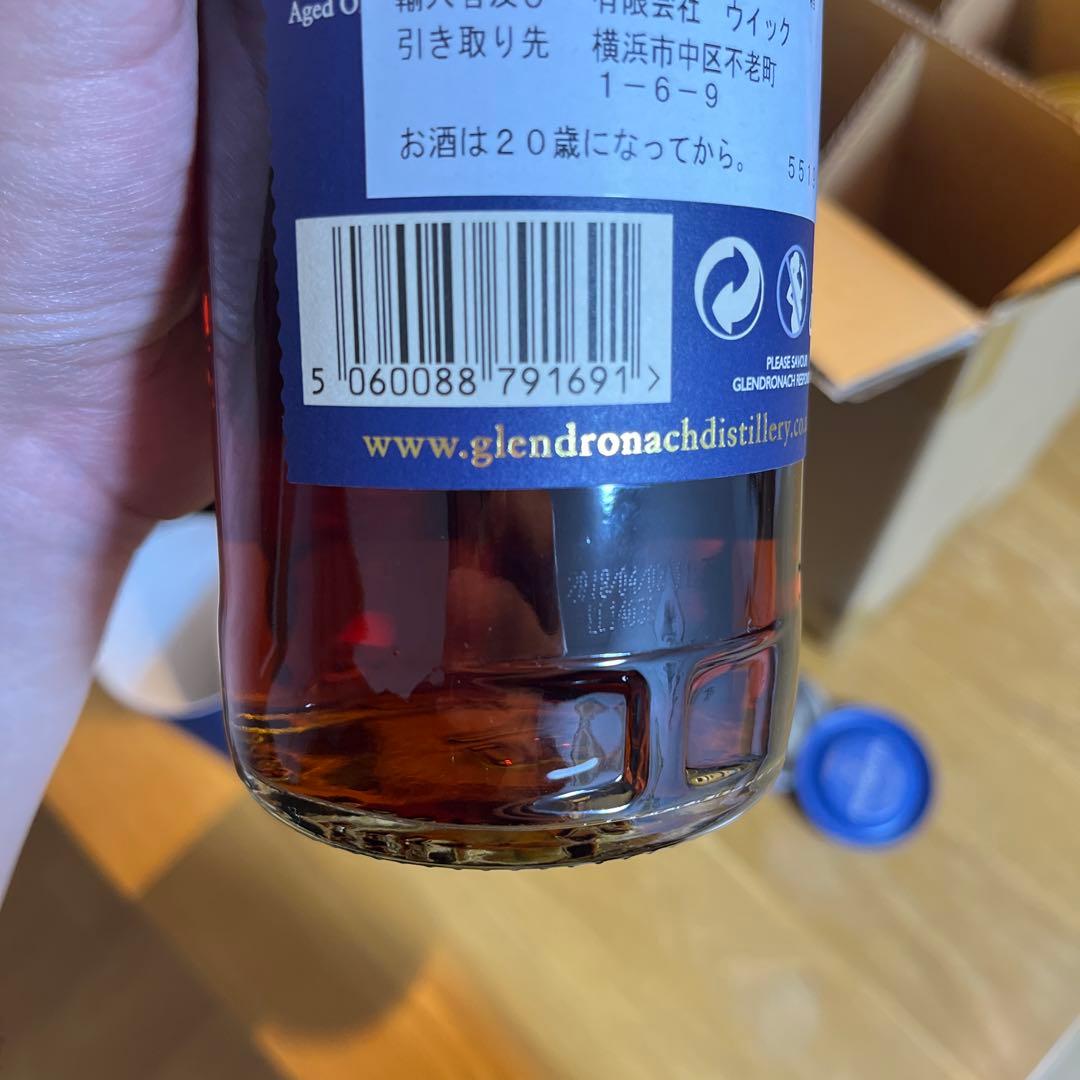 Aged O
輸入者及び 有限会社 ウイック
引き取り先 横浜市中区不老町
1-6-9
お酒は20歳になってから。
5519
5 060088 791691 >
PLEASE SAVOUR
GLENDRONACH RESPON
www.glendronachdistillery.co